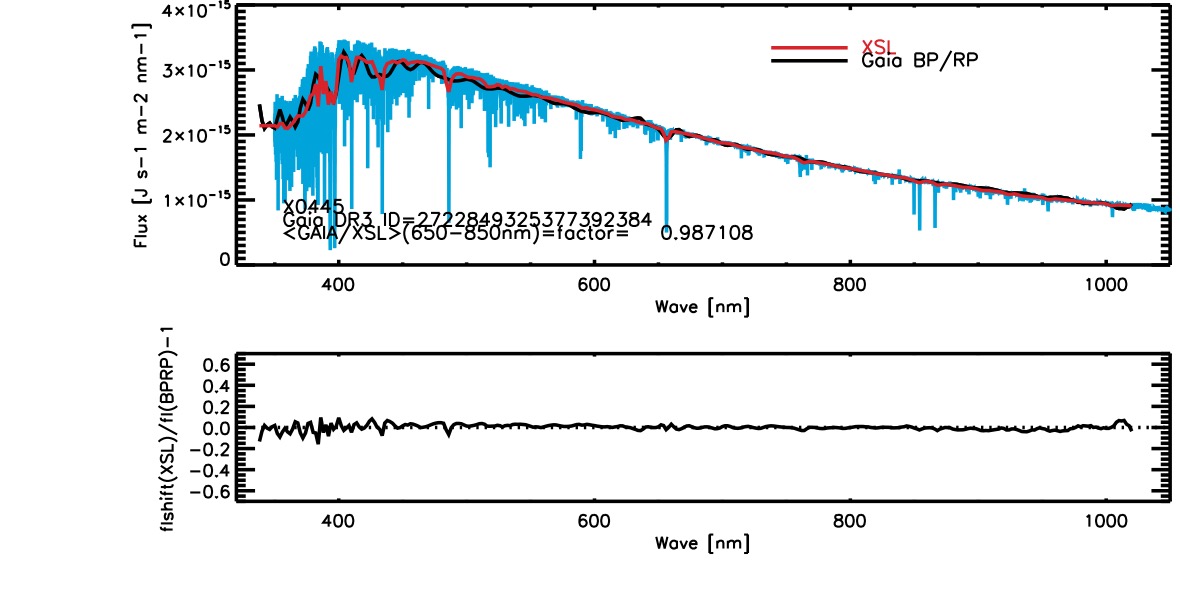 4×10−15
3×10−15
2×10−15
1×10−15
0
Flux [J s−1 m−2 nm−1]
XSL
Gaia BP/RP
X0445
Gaia DR3 ID=2722849325377392384
<GAIA/XSL>(650−850nm)=factor= 0.987108
400 600 800 1000
Wave [nm]
flshift(XSL)/fl(BPRP)−1
0.6
0.4
0.2
0.0
−0.2
−0.4
−0.6
400 600 800 1000
Wave [nm]